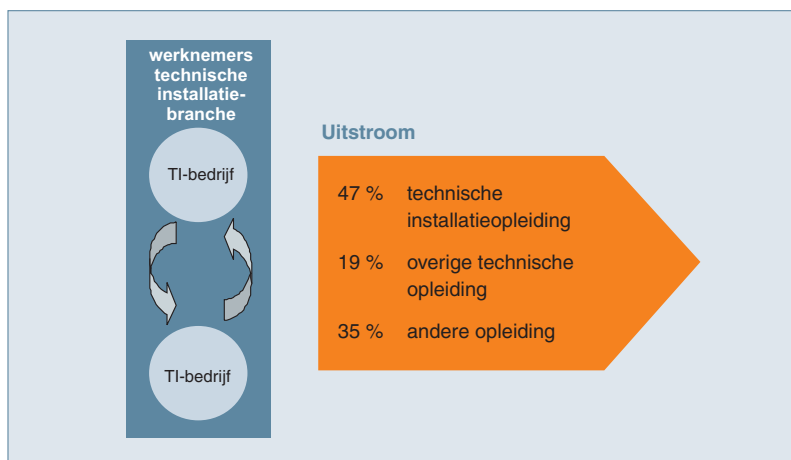 werknemers
technische
installatie-
branche
TI-bedrijf
TI-bedrijf
Uitstroom
47 % technische
installatieopleiding
19 % overige technische
opleiding
35 % andere opleiding